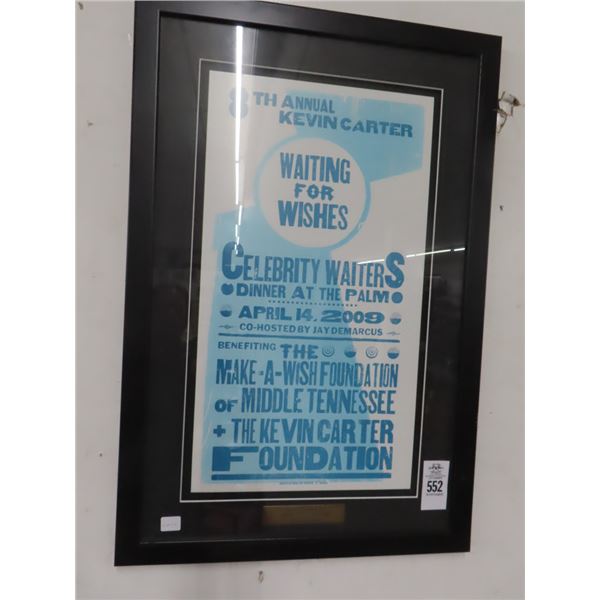 8TH ANNUAL
KEVIN CARTER
WAITING
FOR
WISHES
CELEBRITY WAITERS
DINNER AT THE PALM
APRIL 14. 2009
CO-HOSTED BY JAY DEMARCUS
BENEFITING THE
MAKE-A-WISH FOUNDATION
OF MIDDLE TENNESSEE
+ THE KEVIN CARTER
FOUNDATION
552